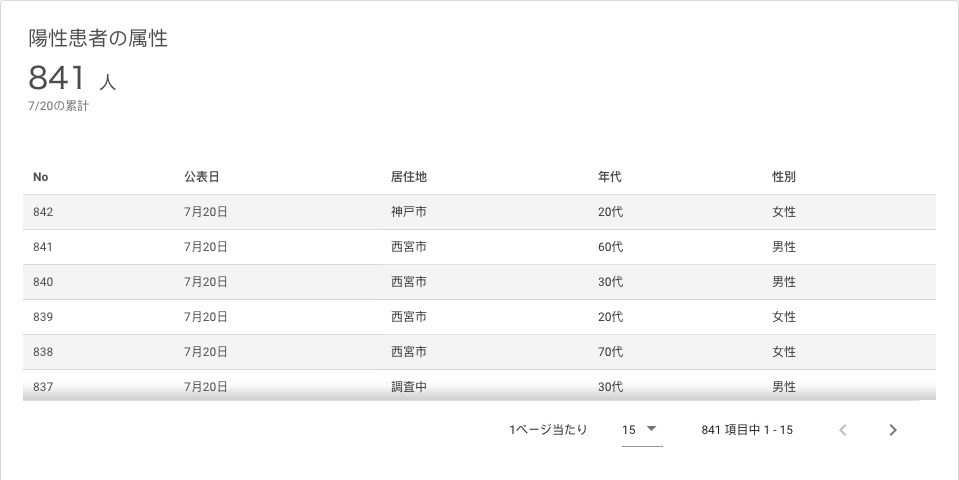 陽性患者の属性
841 人
7/20の累計
No 公表日 居住地 年代 性別
842 7月20日 神戸市 20代 女性
841 7月20日 西宮市 60代 男性
840 7月20日 西宮市 30代 男性
839 7月20日 西宮市 20代 女性
838 7月20日 西宮市 70代 女性
837 7月20日 調査中 30代 男性
1ページ当たり 15 841 項目中 1 - 15